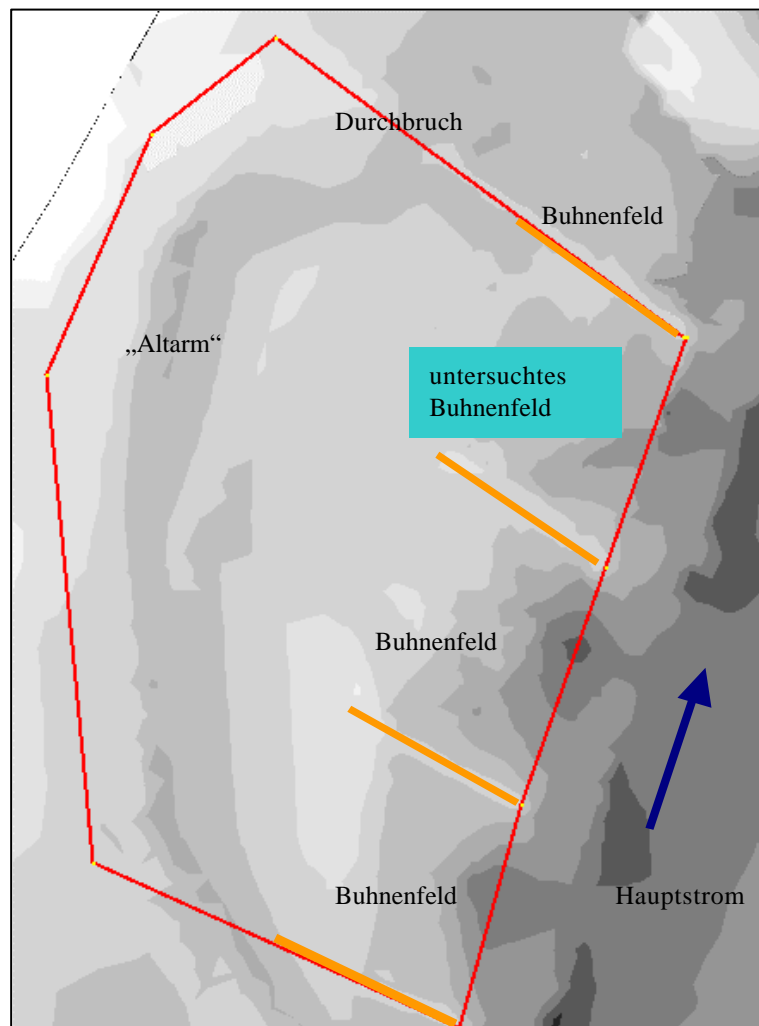 Durchbruch
Buhnenfeld
„Altarm“
untersuchtes
Buhnenfeld
Buhnenfeld
Buhnenfeld
Hauptstrom